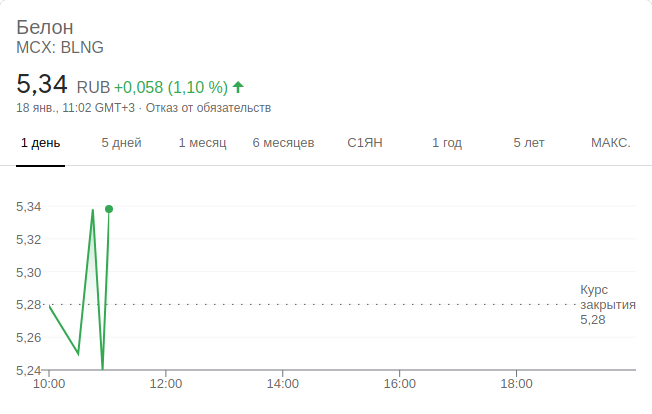 Белон
MCX: BLNG
5,34 RUB +0,058 (1,10 %)
18 янв., 11:02 GMT+3 · Отказ от обязательств
1 день 5 дней 1 месяц 6 месяцев С1ЯН 1 год 5 лет МАКС.
5,34
5,32
5,30
5,28
5,26
5,24
Курс
закрытия
5,28
10:00 12:00 14:00 16:00 18:00